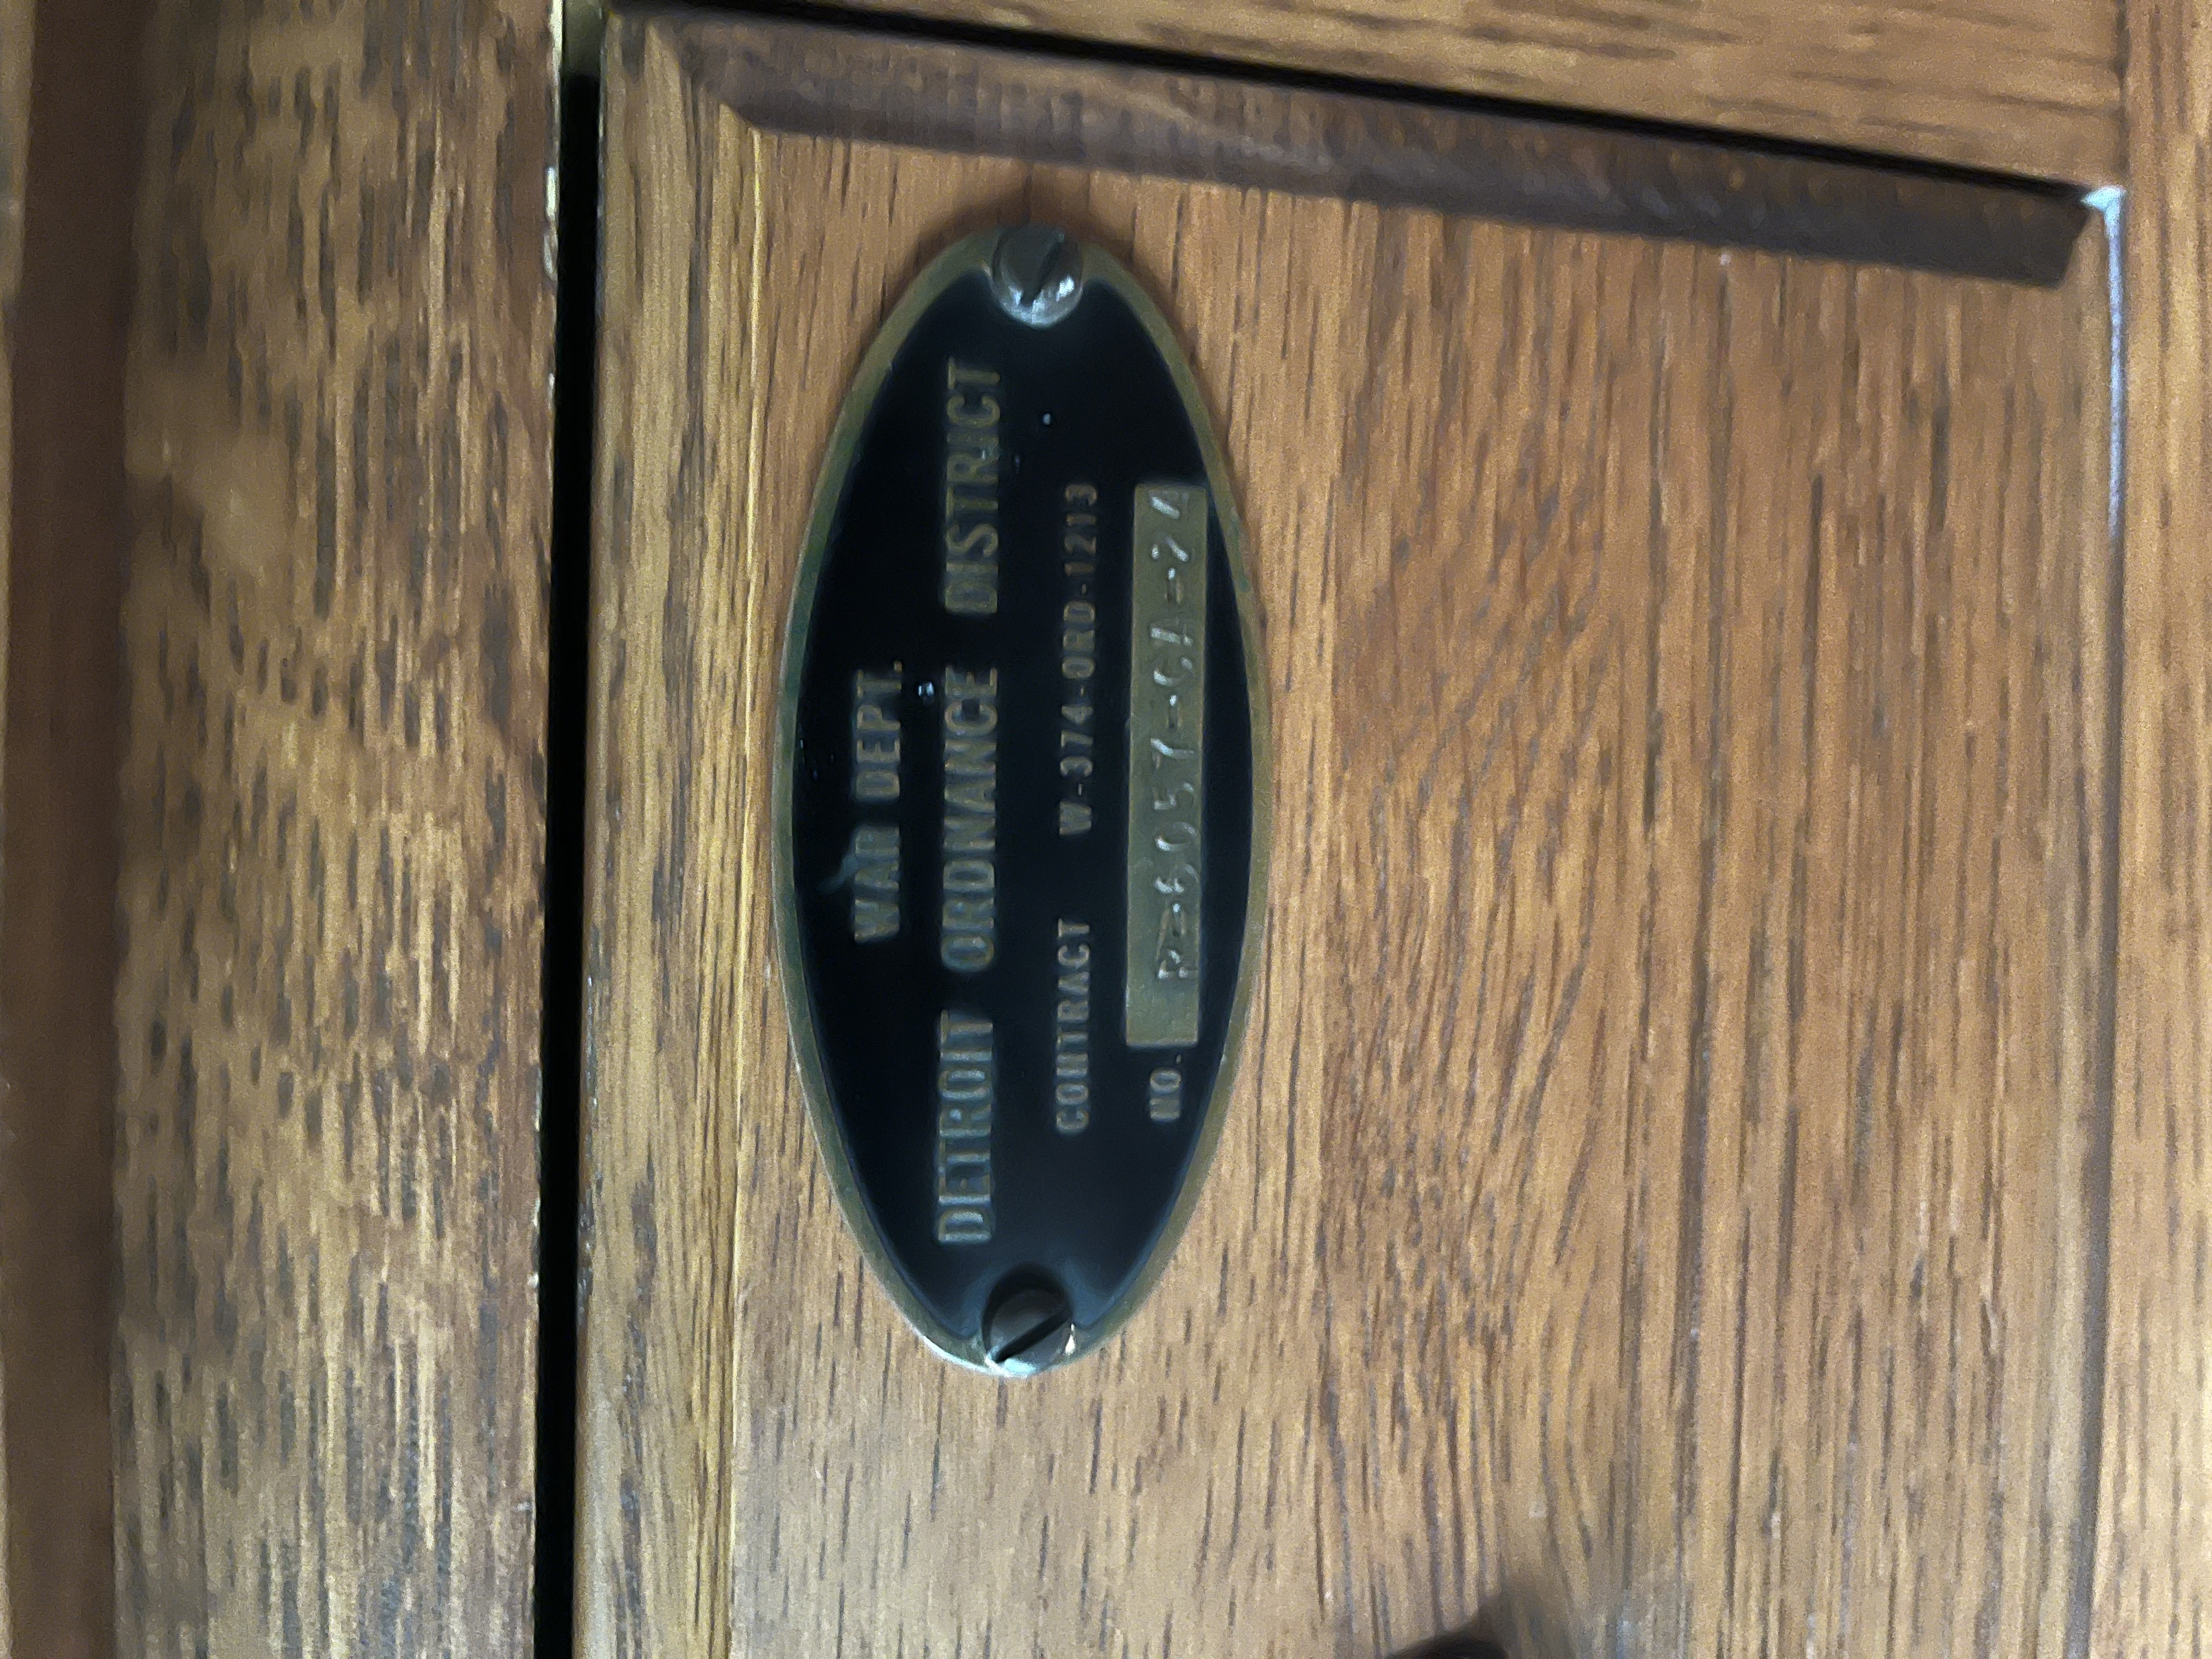 WAR DEPT.
DETROIT ORDNANCE DISTRICT
CONTRACT W-374-ORD-1213
NO.